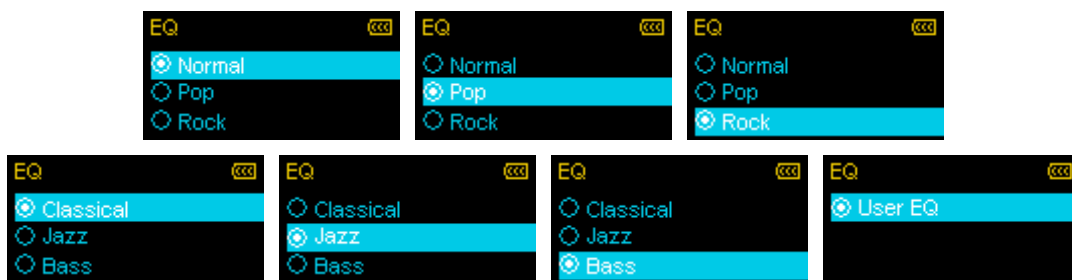 EQ
Normal
Pop
Rock
EQ
Normal
Pop
Rock
EQ
Normal
Pop
Rock
EQ
Classical
Jazz
Bass
EQ
Classical
Jazz
Bass
EQ
Classical
Jazz
Bass
EQ
User EQ